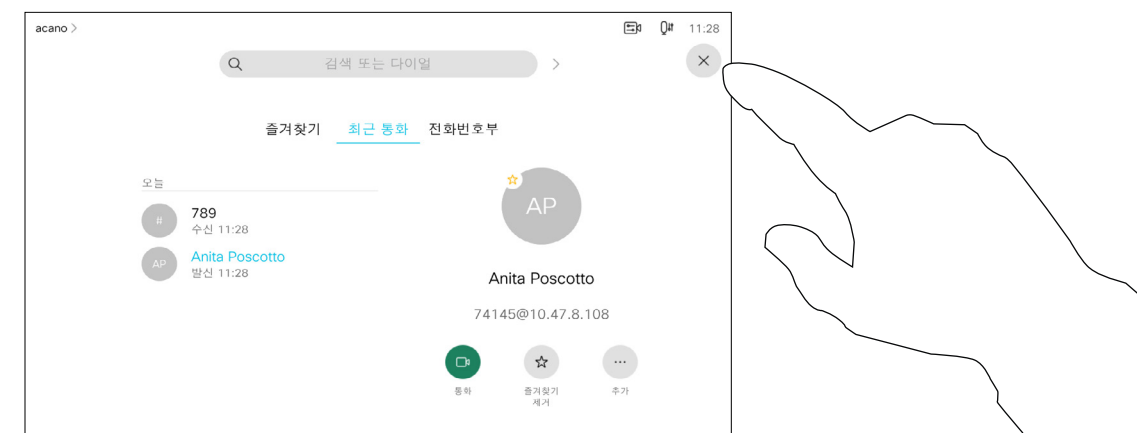 acano
11:28
검색 또는 다이얼
즐겨찾기 최근 통화 전화번호부
오늘
#
789
수신 11:28
AP
Anita Poscotto
발신 11:28
AP
Anita Poscotto
74145@10.47.8.108
통화
즐겨찾기
제거
추가